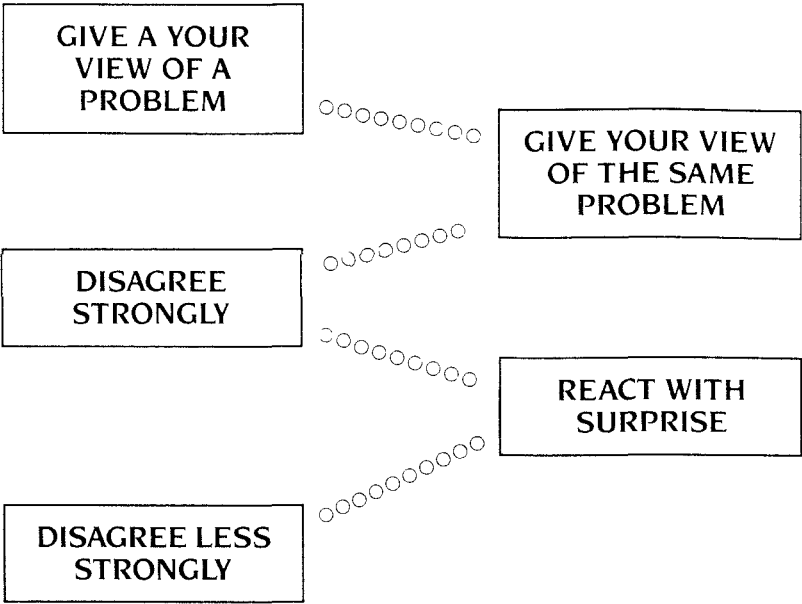 GIVE A YOUR
VIEW OF A
PROBLEM
GIVE YOUR VIEW
OF THE SAME
PROBLEM
DISAGREE
STRONGLY
REACT WITH
SURPRISE
DISAGREE LESS
STRONGLY